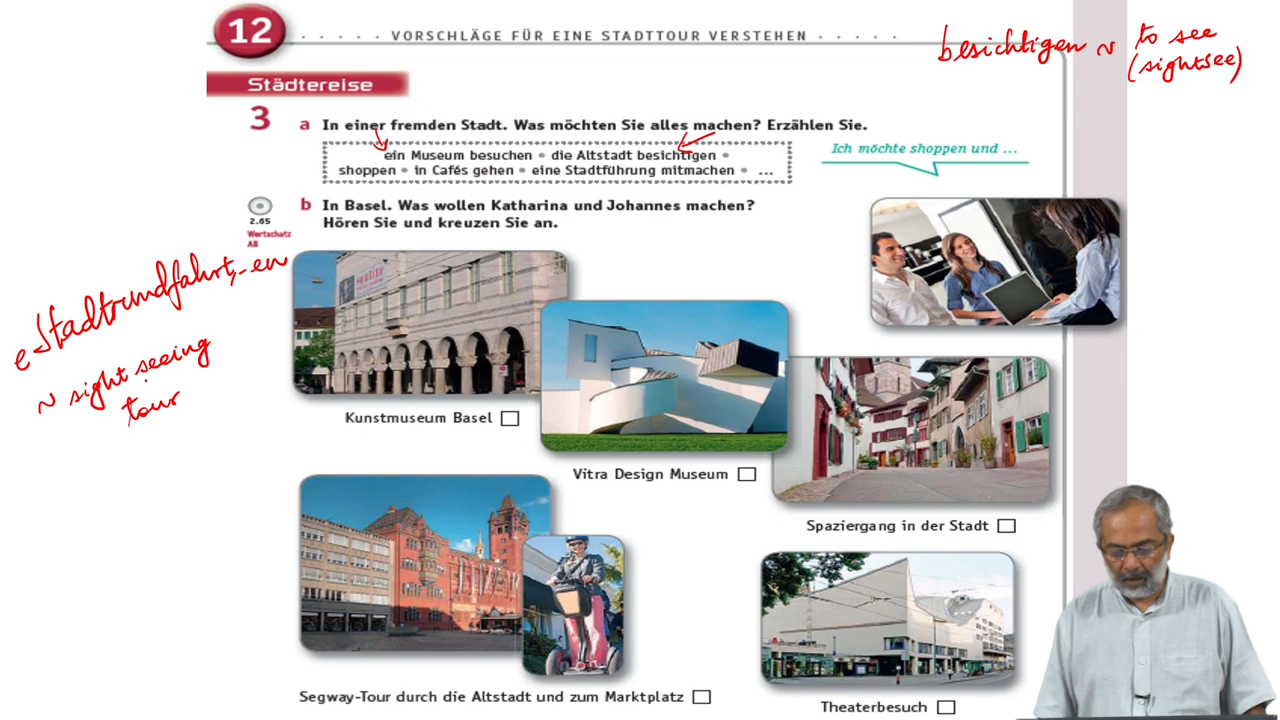 12
VORSCHLÄGE FÜR EINE STADTTOUR VERSTEHEN
besichtigen ~ to see
(sightsee)
Städtereise
3 a In einer fremden Stadt. Was möchten Sie alles machen? Erzählen Sie.
ein Museum besuchen • die Altstadt besichtigen •
shoppen • in Cafés gehen • eine Stadtführung mitmachen • ...
Ich möchte shoppen und ...
b In Basel. Was wollen Katharina und Johannes machen?
Hören Sie und kreuzen Sie an.
2.65
Wortschatz
AB
e Stadtrundfahrt, -en
~ sight seeing
tour
Kunstmuseum Basel
Vitra Design Museum
Spaziergang in der Stadt
Segway-Tour durch die Altstadt und zum Marktplatz
Theaterbesuch